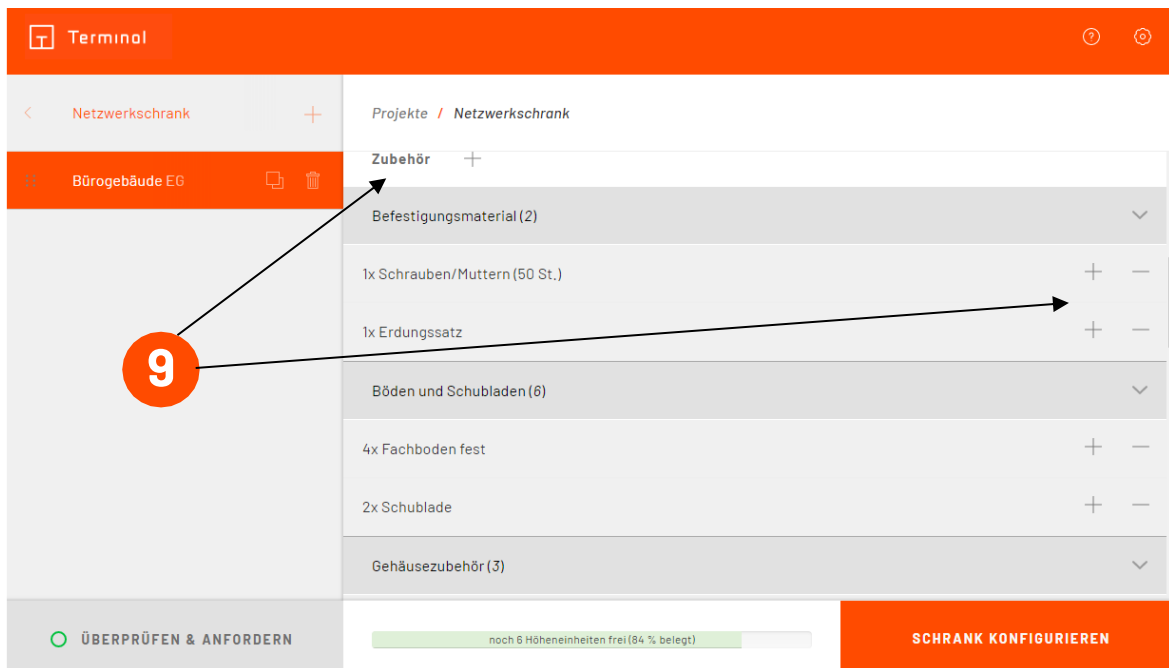 Terminal
Netzwerkschrank
Projekte / Netzwerkschrank
Zubehör
Bürogebäude EG
Befestigungsmaterial (2)
1x Schrauben/Muttern (50 St.)
1x Erdungssatz
9
Böden und Schubladen (6)
4x Fachboden fest
2x Schublade
Gehäusezubehör (3)
ÜBERPRÜFEN & ANFORDERN
noch 6 Höheneinheiten frei (84 % belegt)
SCHRANK KONFIGURIEREN